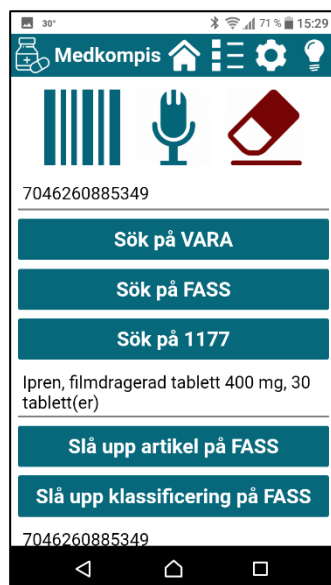 30° 71 % 15:29
Medkompis
7046260885349
Sök på VARA
Sök på FASS
Sök på 1177
Ipren, filmdragerad tablett 400 mg, 30
tablett(er)
Slå upp artikel på FASS
Slå upp klassificering på FASS
7046260885349